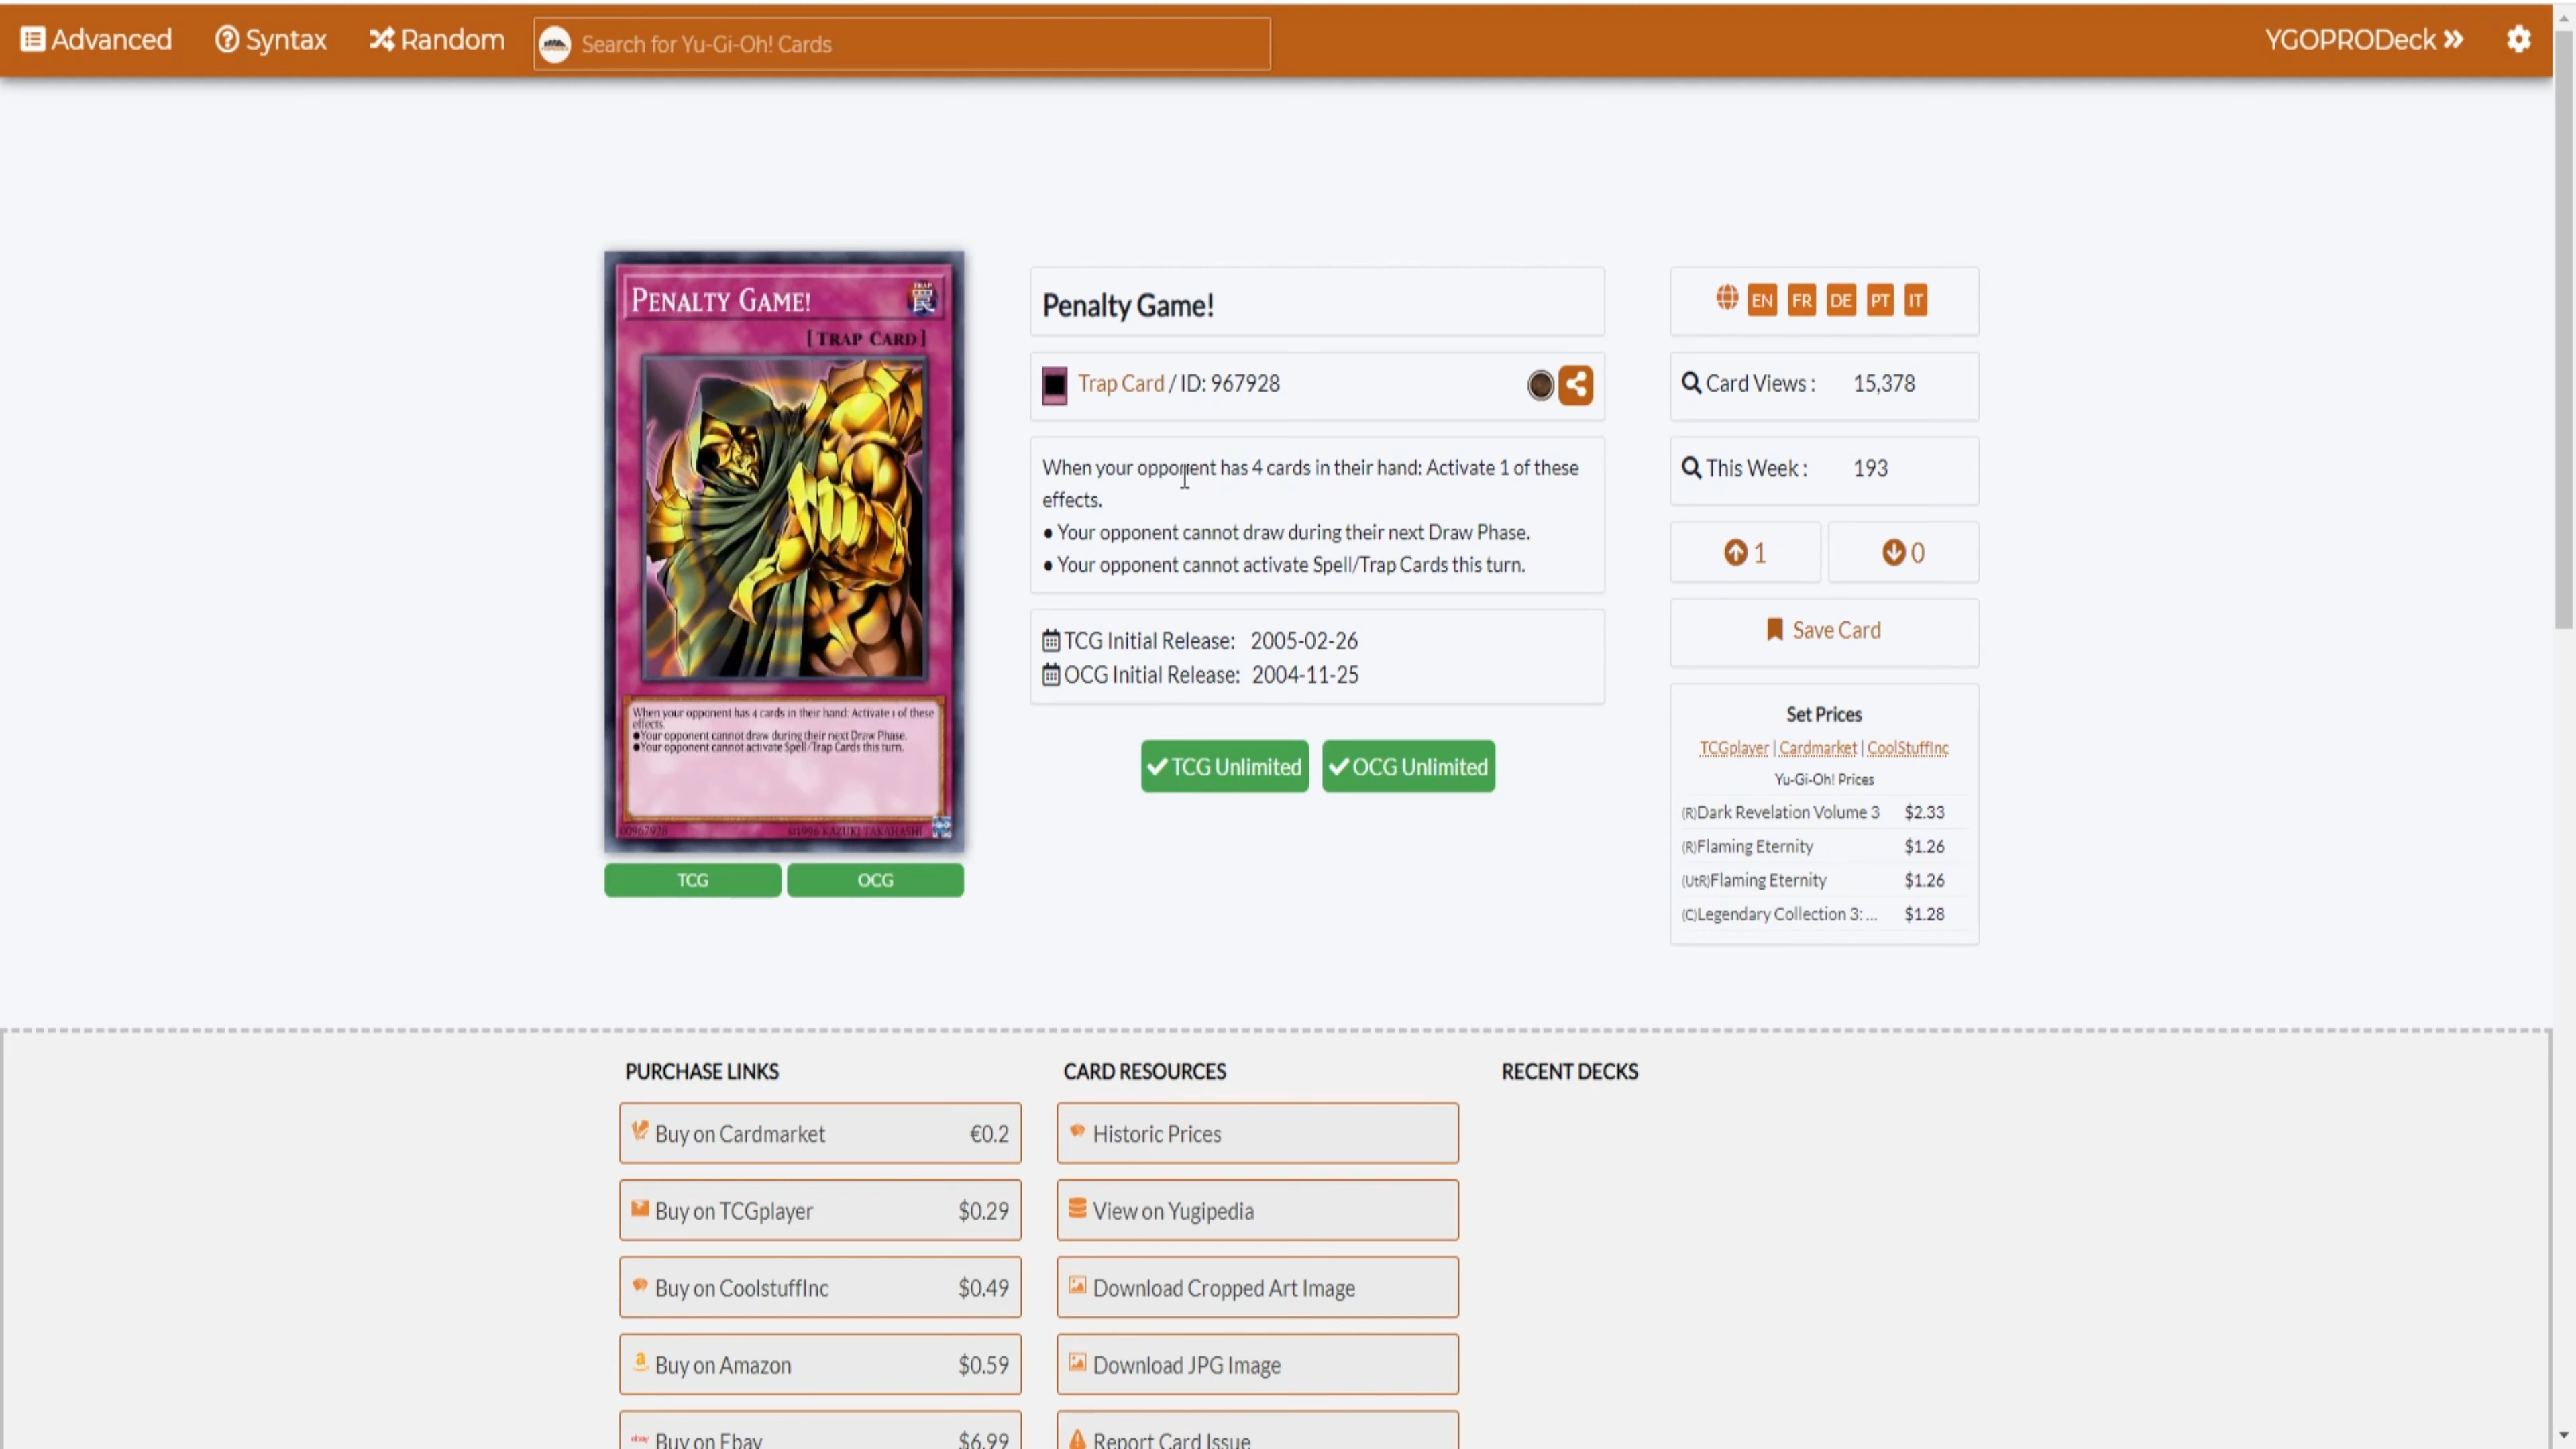 Advanced
Syntax
Random
Search for Yu-Gi-Oh! Cards
YGOPRODeck
PENALTY GAME!
TRAP
罠
[TRAP CARD]
When your opponent has 4 cards in their hand: Activate 1 of these
effects.
●Your opponent cannot draw during their next Draw Phase.
●Your opponent cannot activate Spell/Trap Cards this turn.
00967928
©1996 KAZUKI TAKAHASHI
TCG
OCG
Penalty Game!
Trap Card / ID: 967928
When your opponent has 4 cards in their hand: Activate 1 of these
effects.
● Your opponent cannot draw during their next Draw Phase.
● Your opponent cannot activate Spell/Trap Cards this turn.
TCG Initial Release: 2005-02-26
OCG Initial Release: 2004-11-25
TCG Unlimited
OCG Unlimited
EN FR DE PT IT
Card Views : 15,378
This Week : 193
1
0
Save Card
Set Prices
TCGplayer | Cardmarket | CoolStuffInc
Yu-Gi-Oh! Prices
(R)Dark Revelation Volume 3 $2.33
(R)Flaming Eternity $1.26
(UtR)Flaming Eternity $1.26
(C)Legendary Collection 3: ... $1.28
PURCHASE LINKS
Buy on Cardmarket €0.2
Buy on TCGplayer $0.29
Buy on CoolstuffInc $0.49
Buy on Amazon $0.59
Buy on Ebay $6.99
CARD RESOURCES
Historic Prices
View on Yugipedia
Download Cropped Art Image
Download JPG Image
Report Card Issue
RECENT DECKS